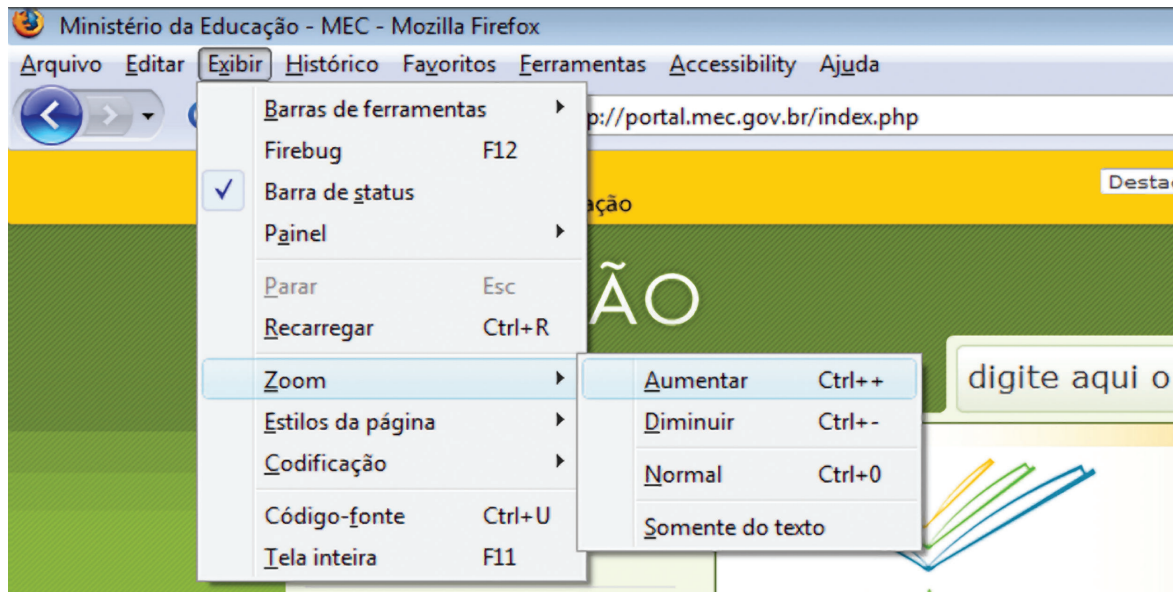 Ministério da Educação - MEC - Mozilla Firefox
Arquivo Editar Exibir Histórico Favoritos Ferramentas Accessibility Ajuda
p://portal.mec.gov.br/index.php
Barras de ferramentas
Firebug F12
Barra de status
Painel
Parar Esc
Recarregar Ctrl+R
Zoom
Estilos da página
Codificação
Código-fonte Ctrl+U
Tela inteira F11
Aumentar Ctrl++
Diminuir Ctrl+-
Normal Ctrl+0
Somente do texto
Desta
ação
ÃO
digite aqui o